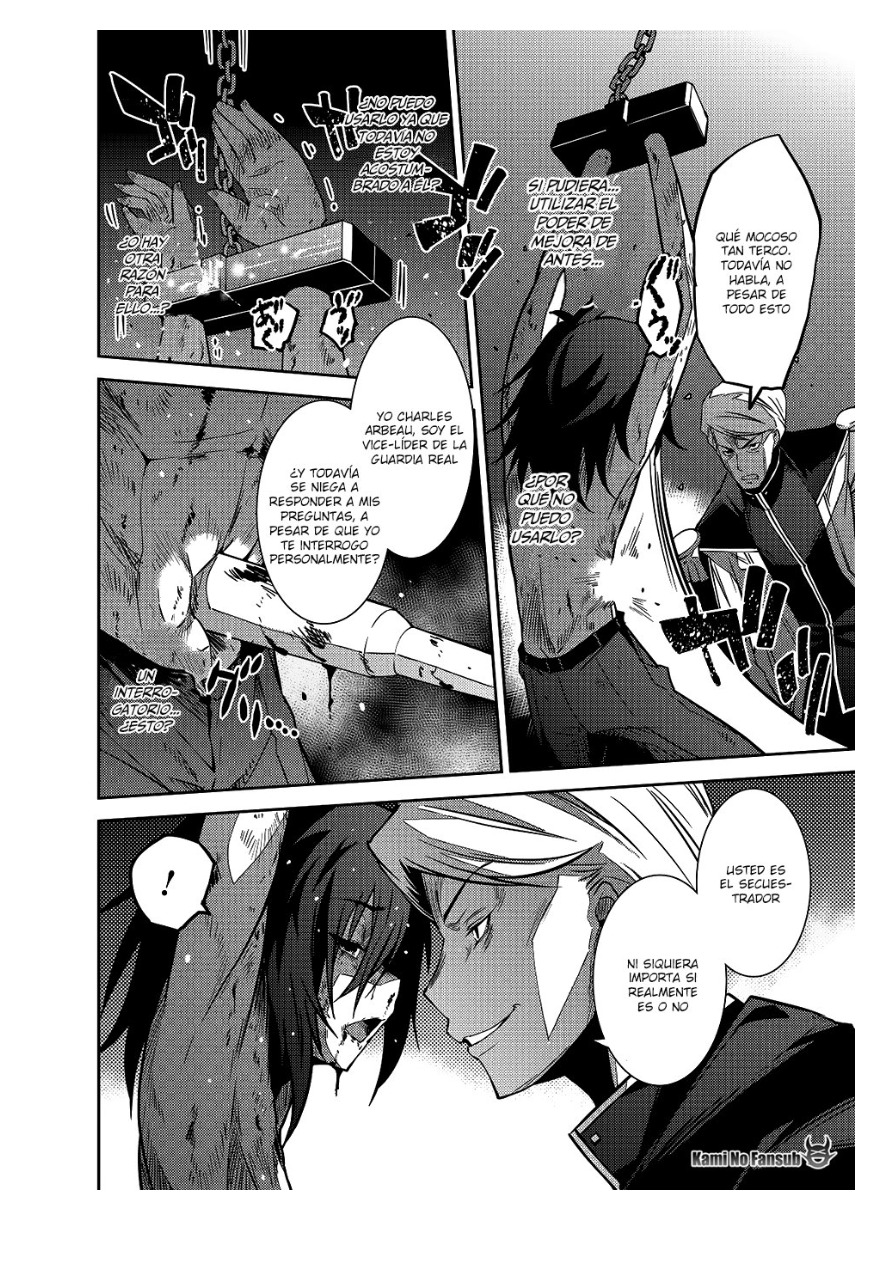 QUÉ MOCOSO
TAN TERCO.
TODAVÍA NO
HABLA, A
PESAR DE
TODO ESTO
SI PUDIERA...
UTILIZAR EL
PODER DE
MEJORA DE
ANTES...
¿POR
QUÉ NO
PUEDO
USARLO?
¿NO PUEDO
USARLO YA QUE
TODAVÍA NO
ESTOY
ACOSTUM-
BRADO A ÉL?
¿O HAY
OTRA
RAZÓN
PARA
ELLO...?
YO CHARLES
ARBEAU, SOY EL
VICE-LÍDER DE LA
GUARDIA REAL
¿Y TODAVÍA
SE NIEGA A
RESPONDER A MIS
PREGUNTAS, A
PESAR DE QUE YO
TE INTERROGO
PERSONALMENTE?
UN
INTERRO-
GATORIO...
¿ESTO?
USTED ES
EL SECUES-
TRADOR
NI SIQUIERA
IMPORTA SI
REALMENTE
ES O NO
!
Kami No Fansub